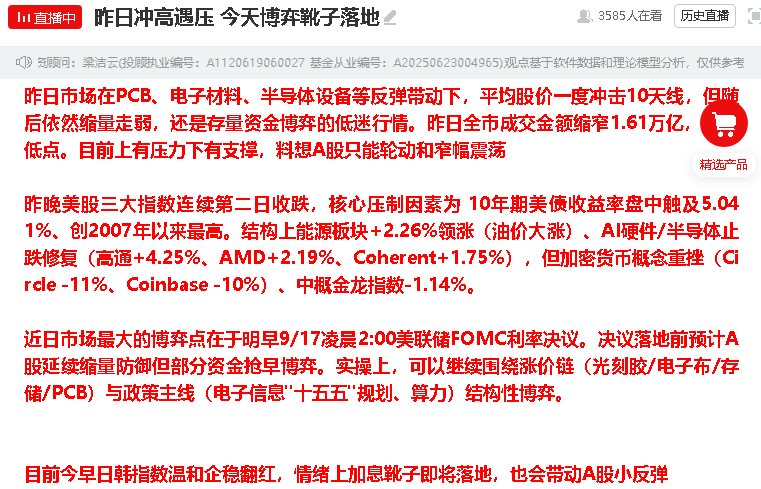 直播中
昨日冲高遇压 今天博弈靴子落地
3585人在看
历史直播
顾问：梁洁云(投顾执业编号：A1120619060027 基金从业编号：A20250623004965)观点基于软件数据和理论模型分析，仅供参考
昨日市场在PCB、电子材料、半导体设备等反弹带动下，平均股价一度冲击10天线，但随
后依然缩量走弱，还是存量资金博弈的低迷行情。昨日全市成交金额缩窄1.61万亿，
低点。目前上有压力下有支撑，料想A股只能轮动和窄幅震荡
精选产品
昨晚美股三大指数连续第二日收跌，核心压制因素为 10年期美债收益率盘中触及5.04
1%、创2007年以来最高。结构上能源板块+2.26%领涨（油价大涨）、AI硬件/半导体止
跌修复（高通+4.25%、AMD+2.19%、Coherent+1.75%），但加密货币概念重挫（Ci
rcle -11%、Coinbase -10%）、中概金龙指数-1.14%。
近日市场最大的博弈点在于明早9/17凌晨2:00美联储FOMC利率决议。决议落地前预计A
股延续缩量防御但部分资金抢早博弈。实操上，可以继续围绕涨价链（光刻胶/电子布/存
储/PCB）与政策主线（电子信息"十五五"规划、算力）结构性博弈。
目前今早日韩指数温和企稳翻红，情绪上加息靴子即将落地，也会带动A股小反弹